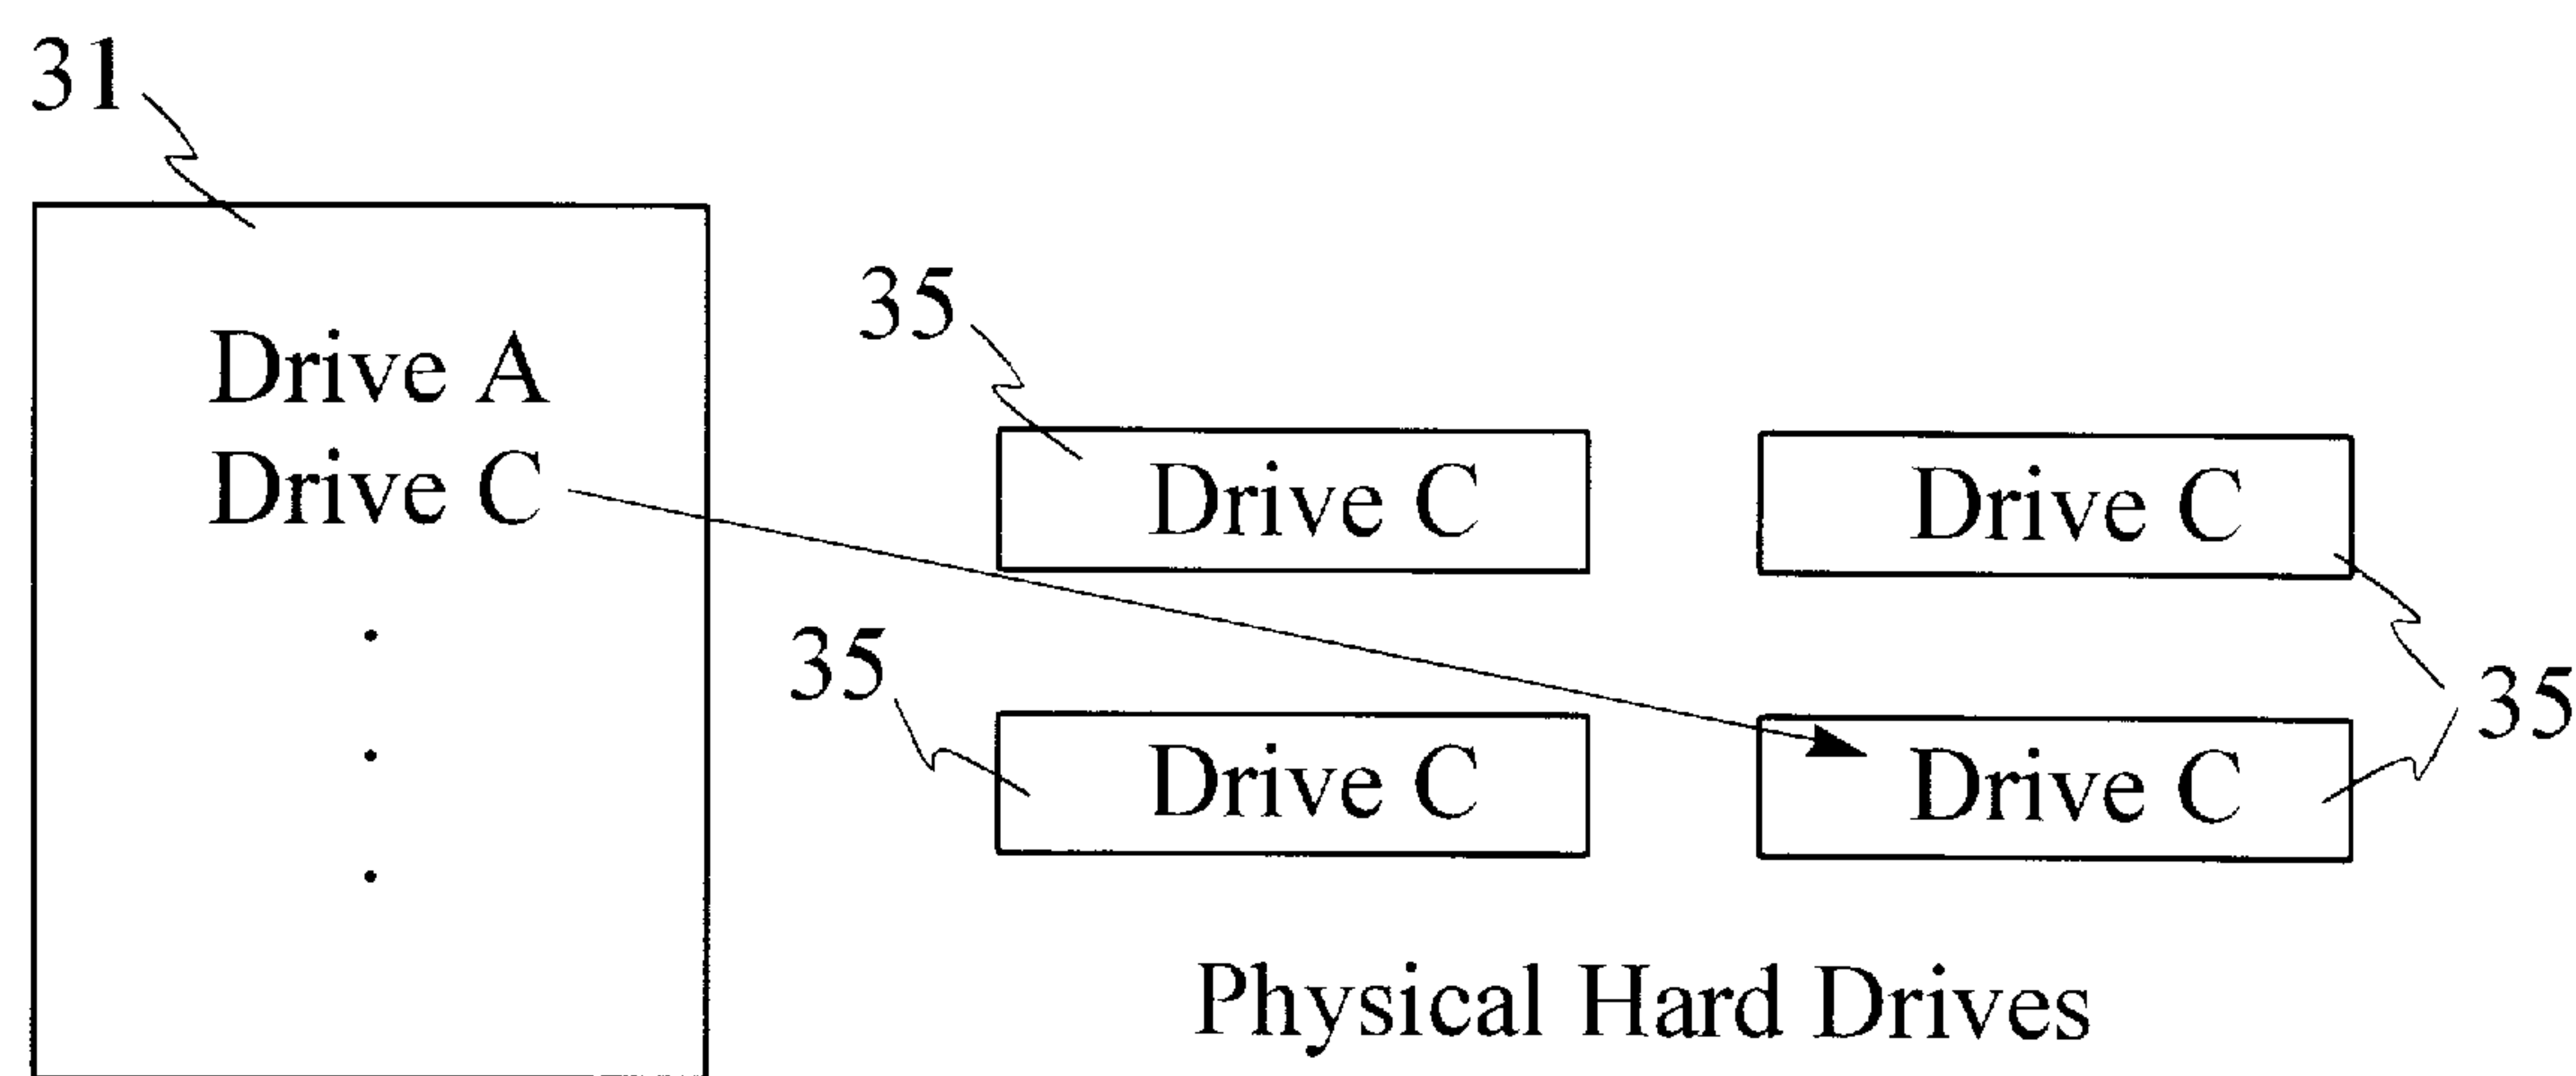 31
Drive A
Drive C
.
.
.
35
Drive C
Drive C
35
Drive C
Drive C
35
Physical Hard Drives